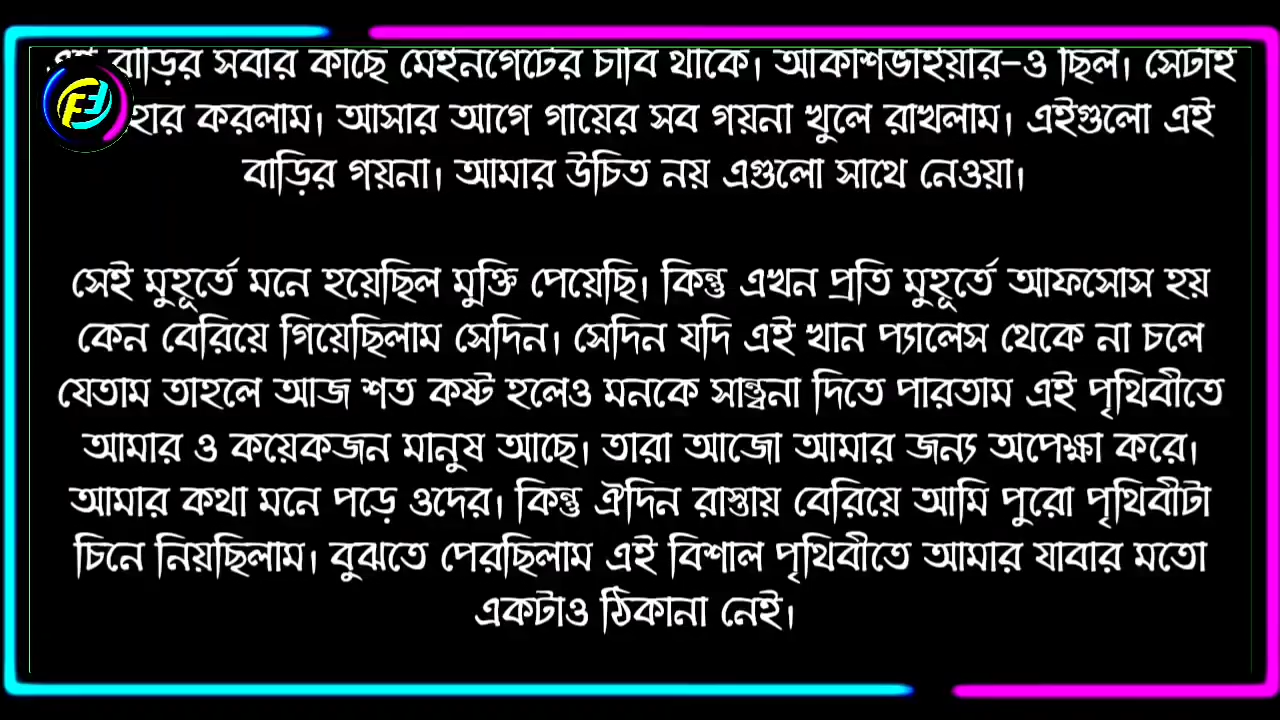 বাড়ির সবার কাছে মেইনগেটের চাবি থাকে। আকাশভাইয়ার-ও ছিল। সেটাই
করলাম। আসার আগে গায়ের সব গয়না খুলে রাখলাম। এইগুলো এই
বাড়ির গয়না। আমার উচিত নয় এগুলো সাথে নেওয়া।
সেই মুহূর্তে মনে হয়েছিল মুক্তি পেয়েছি। কিন্তু এখন প্রতি মুহূর্তে আফসোস হয়
কেন বেরিয়ে গিয়েছিলাম সেদিন। সেদিন যদি এই খান প্যালেস থেকে না চলে
যেতাম তাহলে আজ শত কষ্ট হলেও মনকে সান্ত্বনা দিতে পারতাম এই পৃথিবীতে
আমার ও কয়েকজন মানুষ আছে। তারা আজো আমার জন্য অপেক্ষা করে।
আমার কথা মনে পড়ে ওদের। কিন্তু ঐদিন রাস্তায় বেরিয়ে আমি পুরো পৃথিবীটা
চিনে নিয়ছিলাম। বুঝতে পেরছিলাম এই বিশাল পৃথিবীতে আমার যাবার মতো
একটাও ঠিকানা নেই।